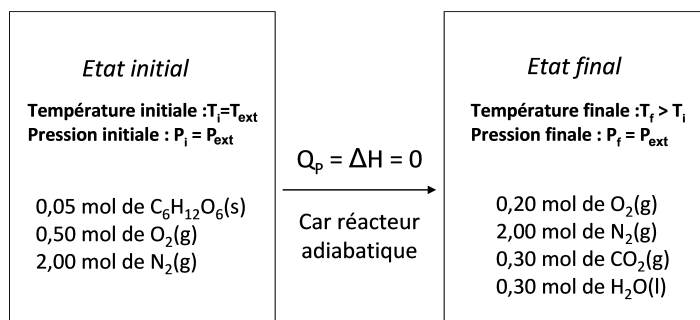 Etat initial
Température initiale :Tᵢ=Tₑₓₜ
Pression initiale : Pᵢ = Pₑₓₜ
0,05 mol de C₆H₁₂O₆(s)
0,50 mol de O₂(g)
2,00 mol de N₂(g)
Qₚ = ΔH = 0
Car réacteur
adiabatique
Etat final
Température finale :T_f > Tᵢ
Pression finale : P_f = Pₑₓₜ
0,20 mol de O₂(g)
2,00 mol de N₂(g)
0,30 mol de CO₂(g)
0,30 mol de H₂O(l)